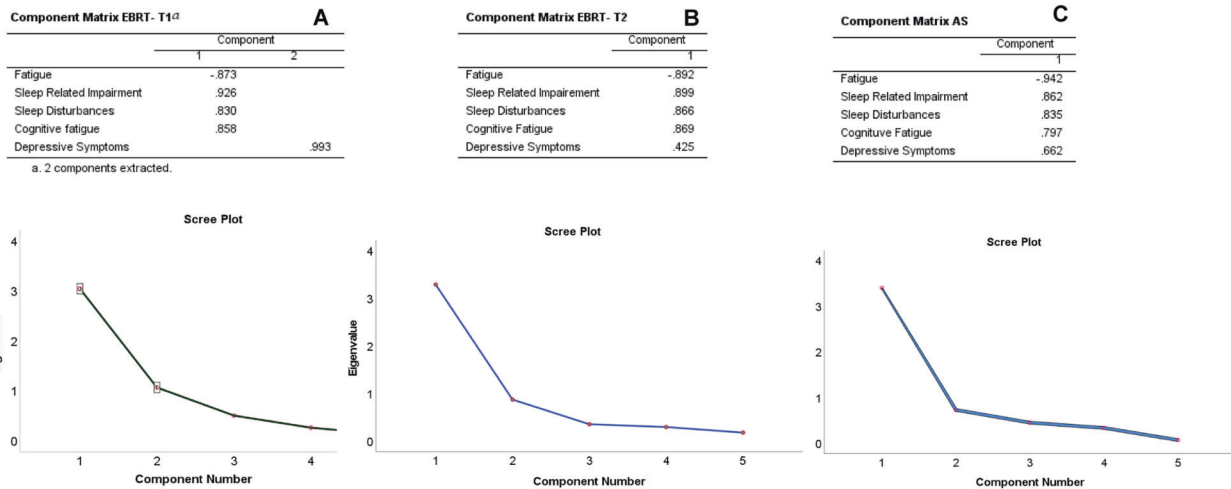 Component Matrix EBRT- T1a
A
Component
1 2
Fatigue -.873
Sleep Related Impairment .926
Sleep Disturbances .830
Cognitive fatigue .858
Depressive Symptoms .993
a. 2 components extracted.
Component Matrix EBRT- T2
B
Component
1
Fatigue -.892
Sleep Related Impairement .899
Sleep Disturbances .866
Cognitive Fatigue .869
Depressive Symptoms .425
Component Matrix AS
C
Component
1
Fatigue -.942
Sleep Related Impairment .862
Sleep Disturbances .835
Cognituve Fatigue .797
Depressive Symptoms .662
Scree Plot
4
3
2
1
0
1 2 3 4
Component Number
Scree Plot
Eigenvalue
4
3
2
1
0
1 2 3 4 5
Component Number
Scree Plot
4
3
2
1
0
1 2 3 4 5
Component Number